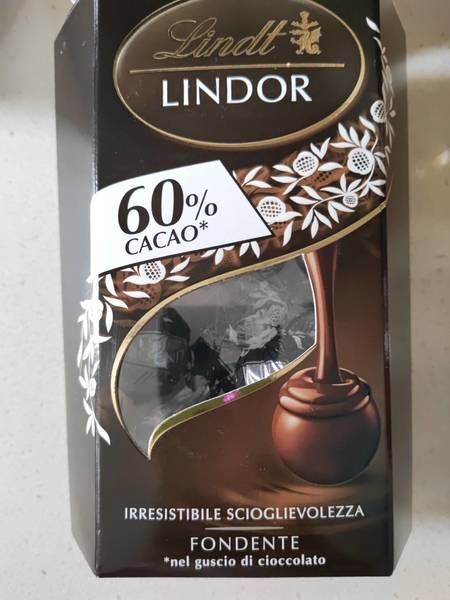 Lindt
LINDOR
60%
CACAO*
IRRESISTIBILE SCIOGLIEVOLEZZA
FONDENTE
*nel guscio di cioccolato